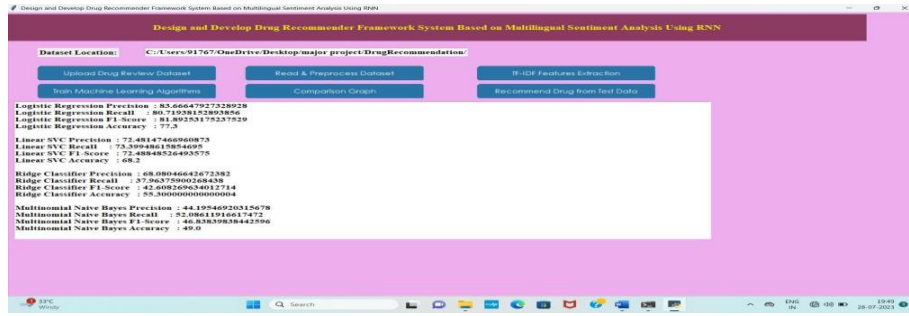 Design and Develop Drug Recommender Framework System Based on Multilingual Sentiment Analysis Using RNN
Design and Develop Drug Recommender Framework System Based on Multilingual Sentiment Analysis Using RNN
Dataset Location: C:/Users/91767/OneDrive/Desktop/major project/DrugRecommendation/
Upload Drug Review Dataset Read & Preprocess Dataset TF-IDF Features Extraction
Train Machine Learning Algorithms Comparison Graph Recommend Drug from Test Data
Logistic Regression Precision : 83.66647927328928
Logistic Regression Recall : 80.71938152893856
Logistic Regression F1-Score : 81.89253175237529
Logistic Regression Accuracy : 77.3
Linear SVC Precision : 72.48147466960873
Linear SVC Recall : 73.39948615854695
Linear SVC F1-Score : 72.48848526493575
Linear SVC Accuracy : 68.2
Ridge Classifier Precision : 68.08046642672382
Ridge Classifier Recall : 37.96375900268438
Ridge Classifier F1-Score : 42.608269634012714
Ridge Classifier Accuracy : 55.300000000000004
Multinomial Naive Bayes Precision : 44.19546920315678
Multinomial Naive Bayes Recall : 52.08611916617472
Multinomial Naive Bayes F1-Score : 46.83839838442596
Multinomial Naive Bayes Accuracy : 49.0
33°C
Windy
Search
ENG
IN
19:49
26-07-2023